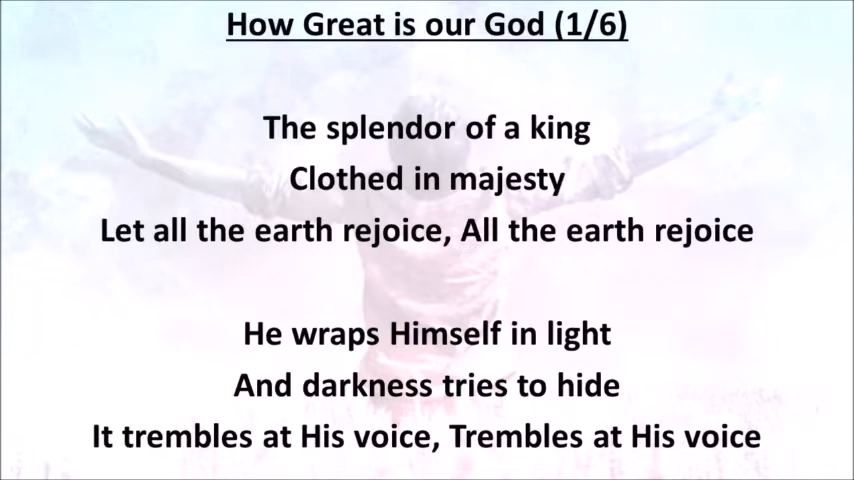 How Great is our God (1/6)
The splendor of a king
Clothed in majesty
Let all the earth rejoice, All the earth rejoice
He wraps Himself in light
And darkness tries to hide
It trembles at His voice, Trembles at His voice